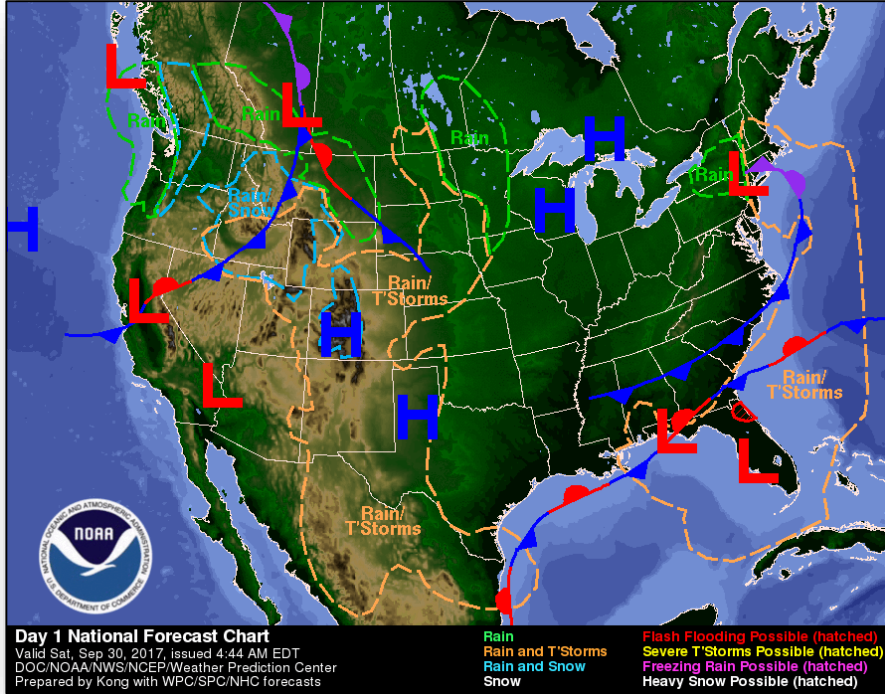 L
Rain
L
Rain
Rain
H
Rain
L
Rain/
Snow
H
H
Rain/
T'Storms
L
H
Rain/
T'Storms
L
H
L
L
Rain/
T'Storms
NATIONAL OCEANIC AND ATMOSPHERIC ADMINISTRATION
NOAA
U.S. DEPARTMENT OF COMMERCE
Day 1 National Forecast Chart
Valid Sat, Sep 30, 2017, issued 4:44 AM EDT
DOC/NOAA/NWS/NCEP/Weather Prediction Center
Prepared by Kong with WPC/SPC/NHC forecasts
Rain
Rain and T'Storms
Rain and Snow
Snow
Flash Flooding Possible (hatched)
Severe T'Storms Possible (hatched)
Freezing Rain Possible (hatched)
Heavy Snow Possible (hatched)